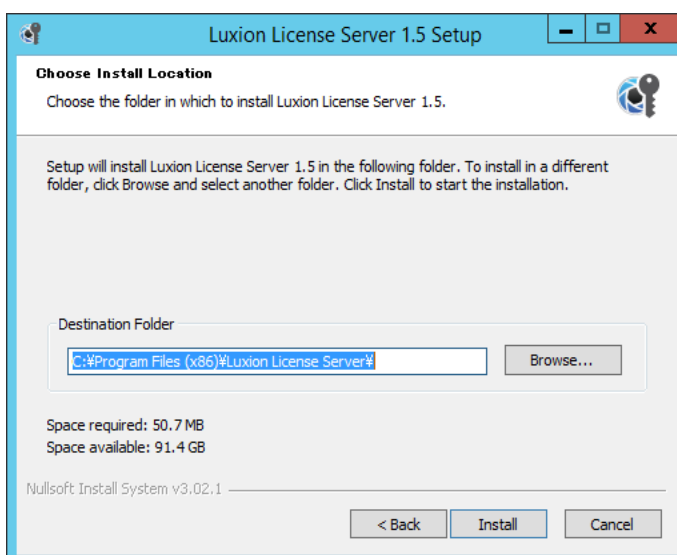 Luxion License Server 1.5 Setup
Choose Install Location
Choose the folder in which to install Luxion License Server 1.5.
Setup will install Luxion License Server 1.5 in the following folder. To install in a different
folder, click Browse and select another folder. Click Install to start the installation.
Destination Folder
C:¥Program Files (x86)¥Luxion License Server¥
Browse...
Space required: 50.7 MB
Space available: 91.4 GB
Nullsoft Install System v3.02.1
< Back
Install
Cancel